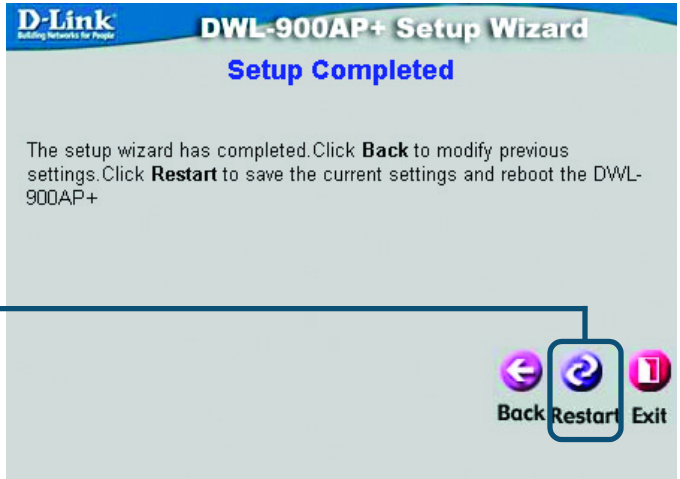 D-Link
Building Networks for People
DWL-900AP+ Setup Wizard
Setup Completed
The setup wizard has completed.Click Back to modify previous
settings.Click Restart to save the current settings and reboot the DWL-
900AP+
Back Restart Exit